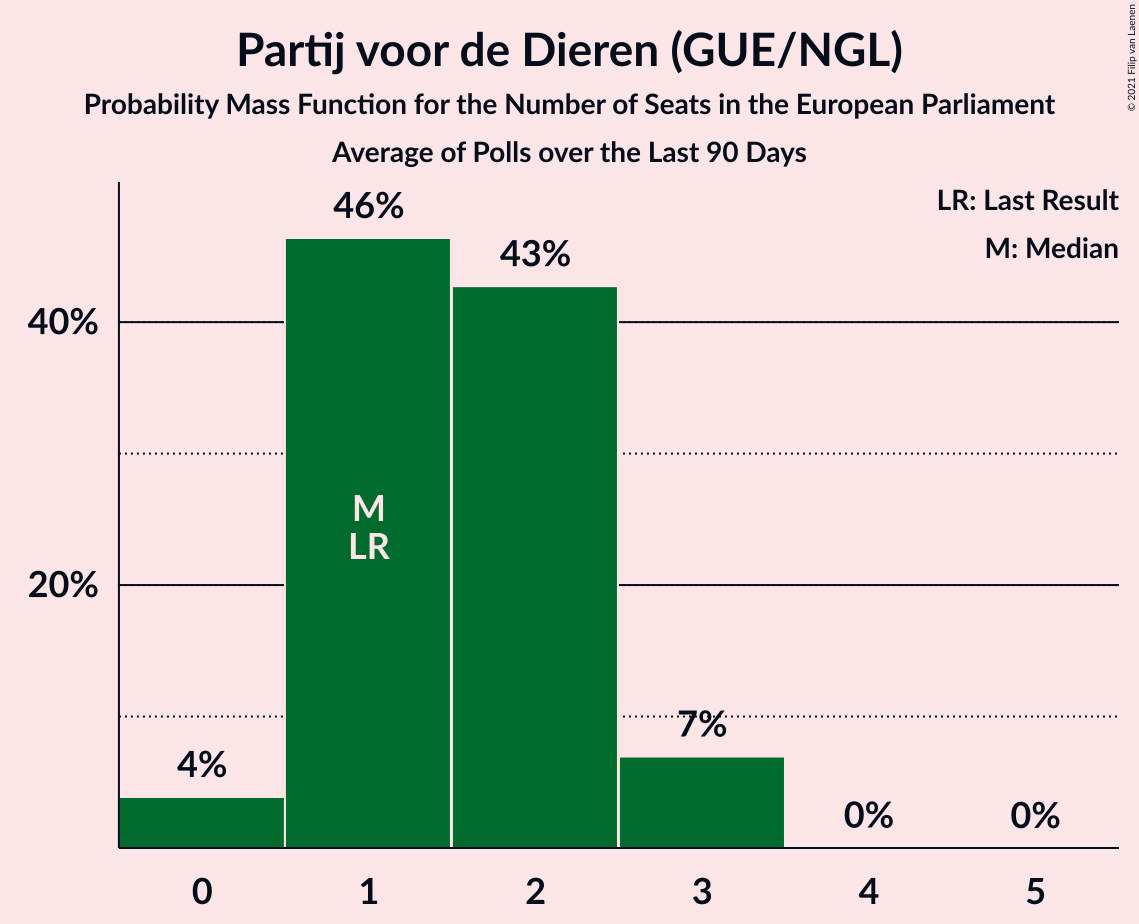 Partij voor de Dieren (GUE/NGL)
Probability Mass Function for the Number of Seats in the European Parliament
Average of Polls over the Last 90 Days
© 2021 Filip van Laenen
LR: Last Result
M: Median
46%
43%
40%
M
LR
20%
7%
4%
0%
0%
0
1
2
3
4
5